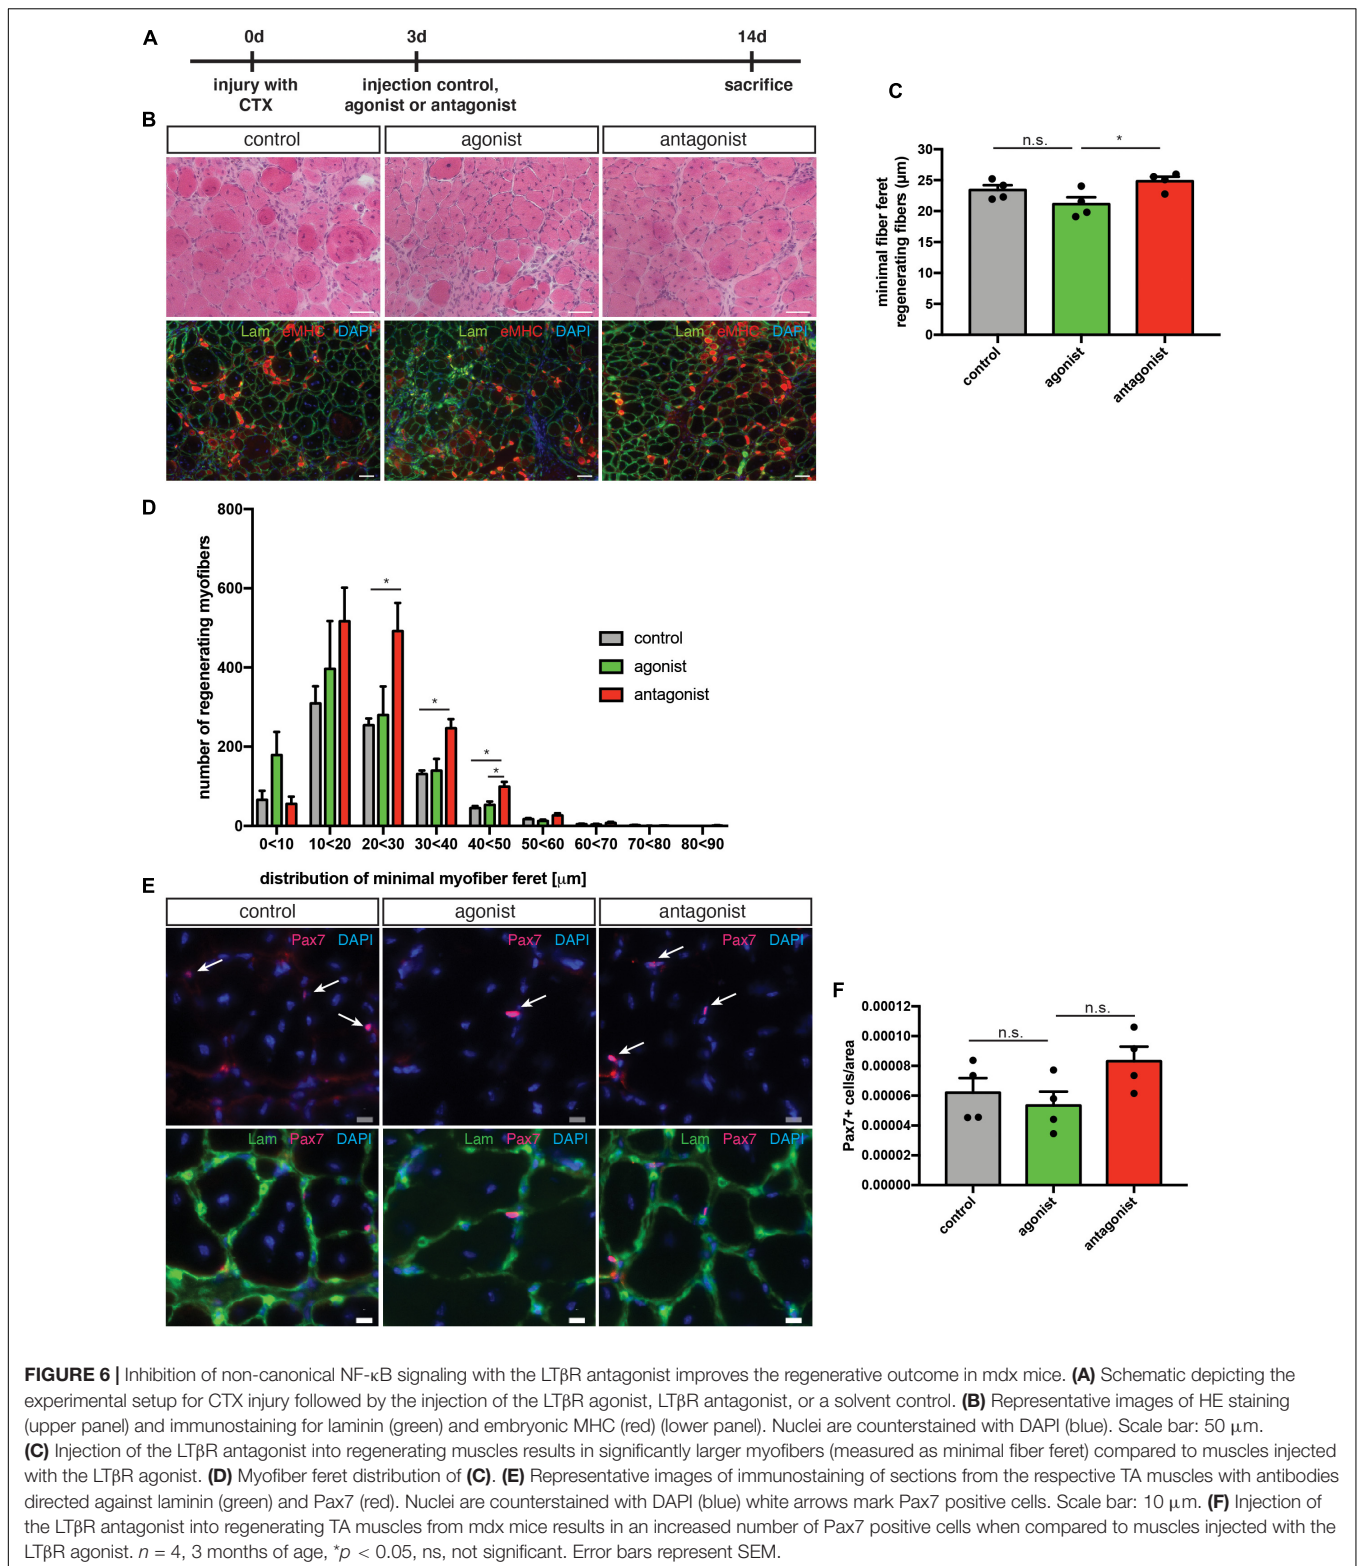 A
0d 3d 14d
injury with CTX
injection control, agonist or antagonist
sacrifice
B
control agonist antagonist
Lam eMHC DAPI
Lam eMHC DAPI
Lam eMHC DAPI
C
minimal fiber feret regenerating fibers (µm)
30
25
20
15
10
5
0
n.s. *
control agonist antagonist
D
number of regenerating myofibers
800
600
400
200
0
* * * *
control
agonist
antagonist
0<10 10<20 20<30 30<40 40<50 50<60 60<70 70<80 80<90
distribution of minimal myofiber feret [µm]
E
control agonist antagonist
Pax7 DAPI
Pax7 DAPI
Pax7 DAPI
Lam Pax7 DAPI
Lam Pax7 DAPI
Lam Pax7 DAPI
F
Pax7+ cells/area
0.00012
0.00010
0.00008
0.00006
0.00004
0.00002
0.00000
n.s. n.s.
control agonist antagonist
FIGURE 6 | Inhibition of non-canonical NF-κB signaling with the LTβR antagonist improves the regenerative outcome in mdx mice. (A) Schematic depicting the
experimental setup for CTX injury followed by the injection of the LTβR agonist, LTβR antagonist, or a solvent control. (B) Representative images of HE staining
(upper panel) and immunostaining for laminin (green) and embryonic MHC (red) (lower panel). Nuclei are counterstained with DAPI (blue). Scale bar: 50 µm.
(C) Injection of the LTβR antagonist into regenerating muscles results in significantly larger myofibers (measured as minimal fiber feret) compared to muscles injected
with the LTβR agonist. (D) Myofiber feret distribution of (C). (E) Representative images of immunostaining of sections from the respective TA muscles with antibodies
directed against laminin (green) and Pax7 (red). Nuclei are counterstained with DAPI (blue) white arrows mark Pax7 positive cells. Scale bar: 10 µm. (F) Injection of
the LTβR antagonist into regenerating TA muscles from mdx mice results in an increased number of Pax7 positive cells when compared to muscles injected with the
LTβR agonist. n = 4, 3 months of age, *p < 0.05, ns, not significant. Error bars represent SEM.